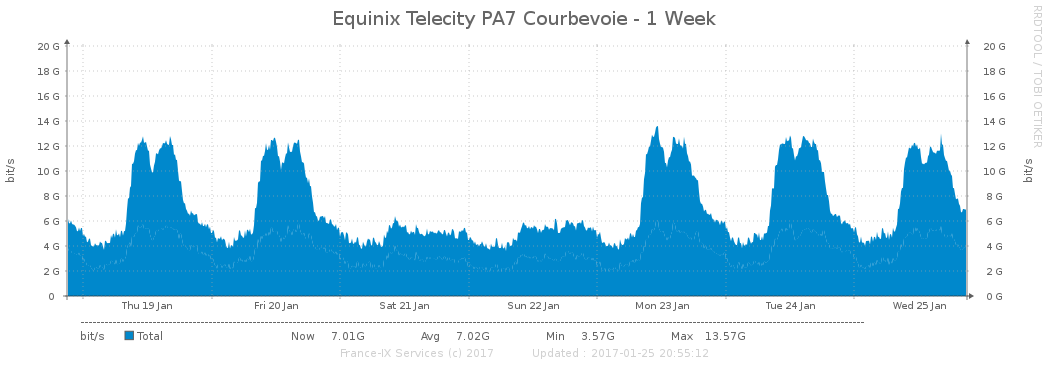 Equinix Telecity PA7 Courbevoie - 1 Week
RRDTOOL / TOBI OETIKER
20 G 20 G
18 G 18 G
16 G 16 G
14 G 14 G
12 G 12 G
10 G 10 G
8 G 8 G
6 G 6 G
4 G 4 G
2 G 2 G
0 0 G
bit/s
bit/s
Thu 19 Jan Fri 20 Jan Sat 21 Jan Sun 22 Jan Mon 23 Jan Tue 24 Jan Wed 25 Jan
bit/s Total Now 7.01G Avg 7.02G Min 3.57G Max 13.57G
France-IX Services (c) 2017 Updated : 2017-01-25 20:55:12